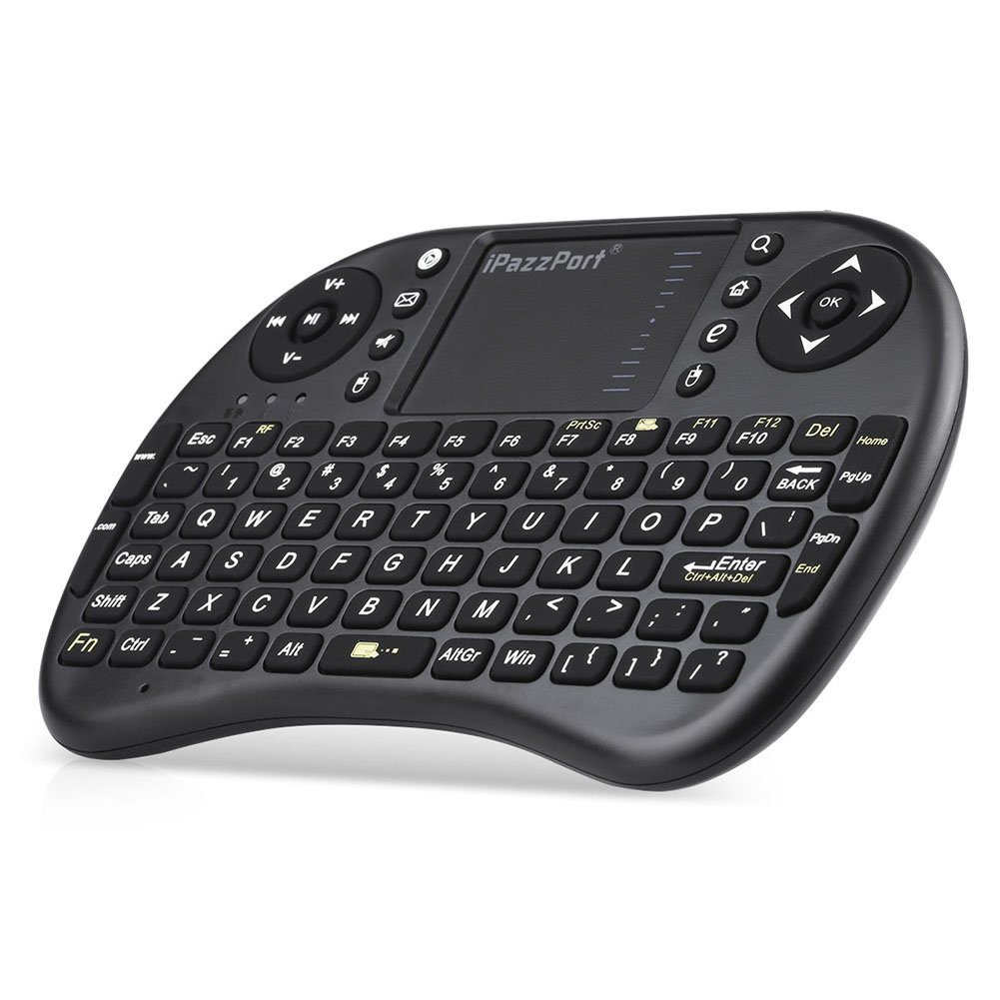 iPazzPort®
V+
V-
OK
e
www. Esc F1 RF F2 F3 F4 F5 F6 F7 PrtSc F8 F9 F11 F10 F12 Del Home
~ ` ! 1 @ 2 # 3 $ 4 % 5 ^ 6 & 7 * 8 ( 9 ) 0 BACK PgUp
.com Tab Q W E R T Y U I O P \ ¦ PgDn
Caps A S D F G H J K L Enter Ctrl+Alt+Del End
Shift Z X C V B N M , < . > ; : ' "
Fn Ctrl - _ = + Alt AltGr Win [ { ] } / ?